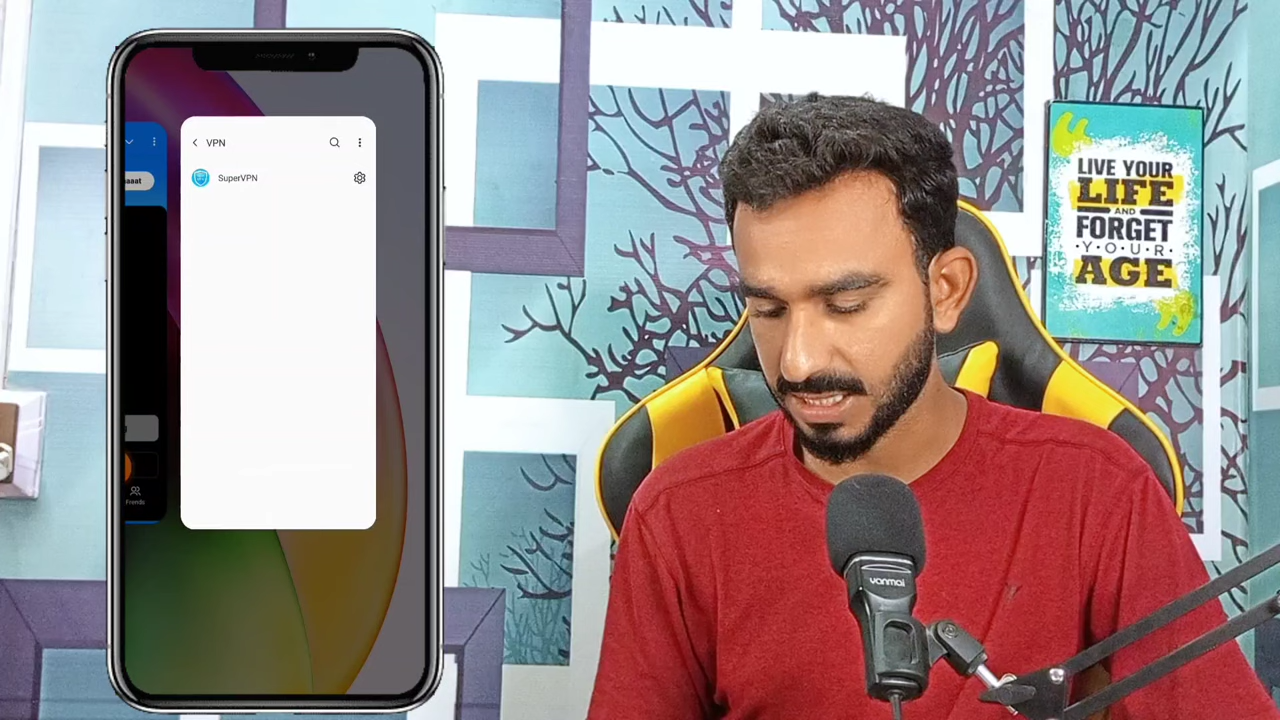 VPN
SuperVPN
aaat
Friends
LIVE YOUR
LIFE
AND
FORGET
YOUR
AGE
vanmai